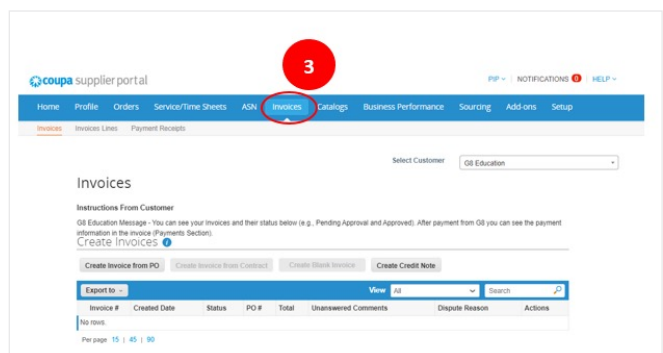 3
coupa supplier portal
PIP NOTIFICATIONS 0 HELP
Home Profile Orders Service/Time Sheets ASN Invoices Catalogs Business Performance Sourcing Add-ons Setup
Invoices Invoices Lines Payment Receipts
Select Customer G8 Education
Invoices
Instructions From Customer
G8 Education Message - You can see your Invoices and their status below (e.g., Pending Approval and Approved). After payment from G8 you can see the payment
information in the invoice (Payments Section).
Create Invoices i
Create Invoice from PO Create Invoice from Contract Create Blank Invoice Create Credit Note
Export to View All Search
Invoice # Created Date Status PO # Total Unanswered Comments Dispute Reason Actions
No rows.
Per page 15 | 45 | 90